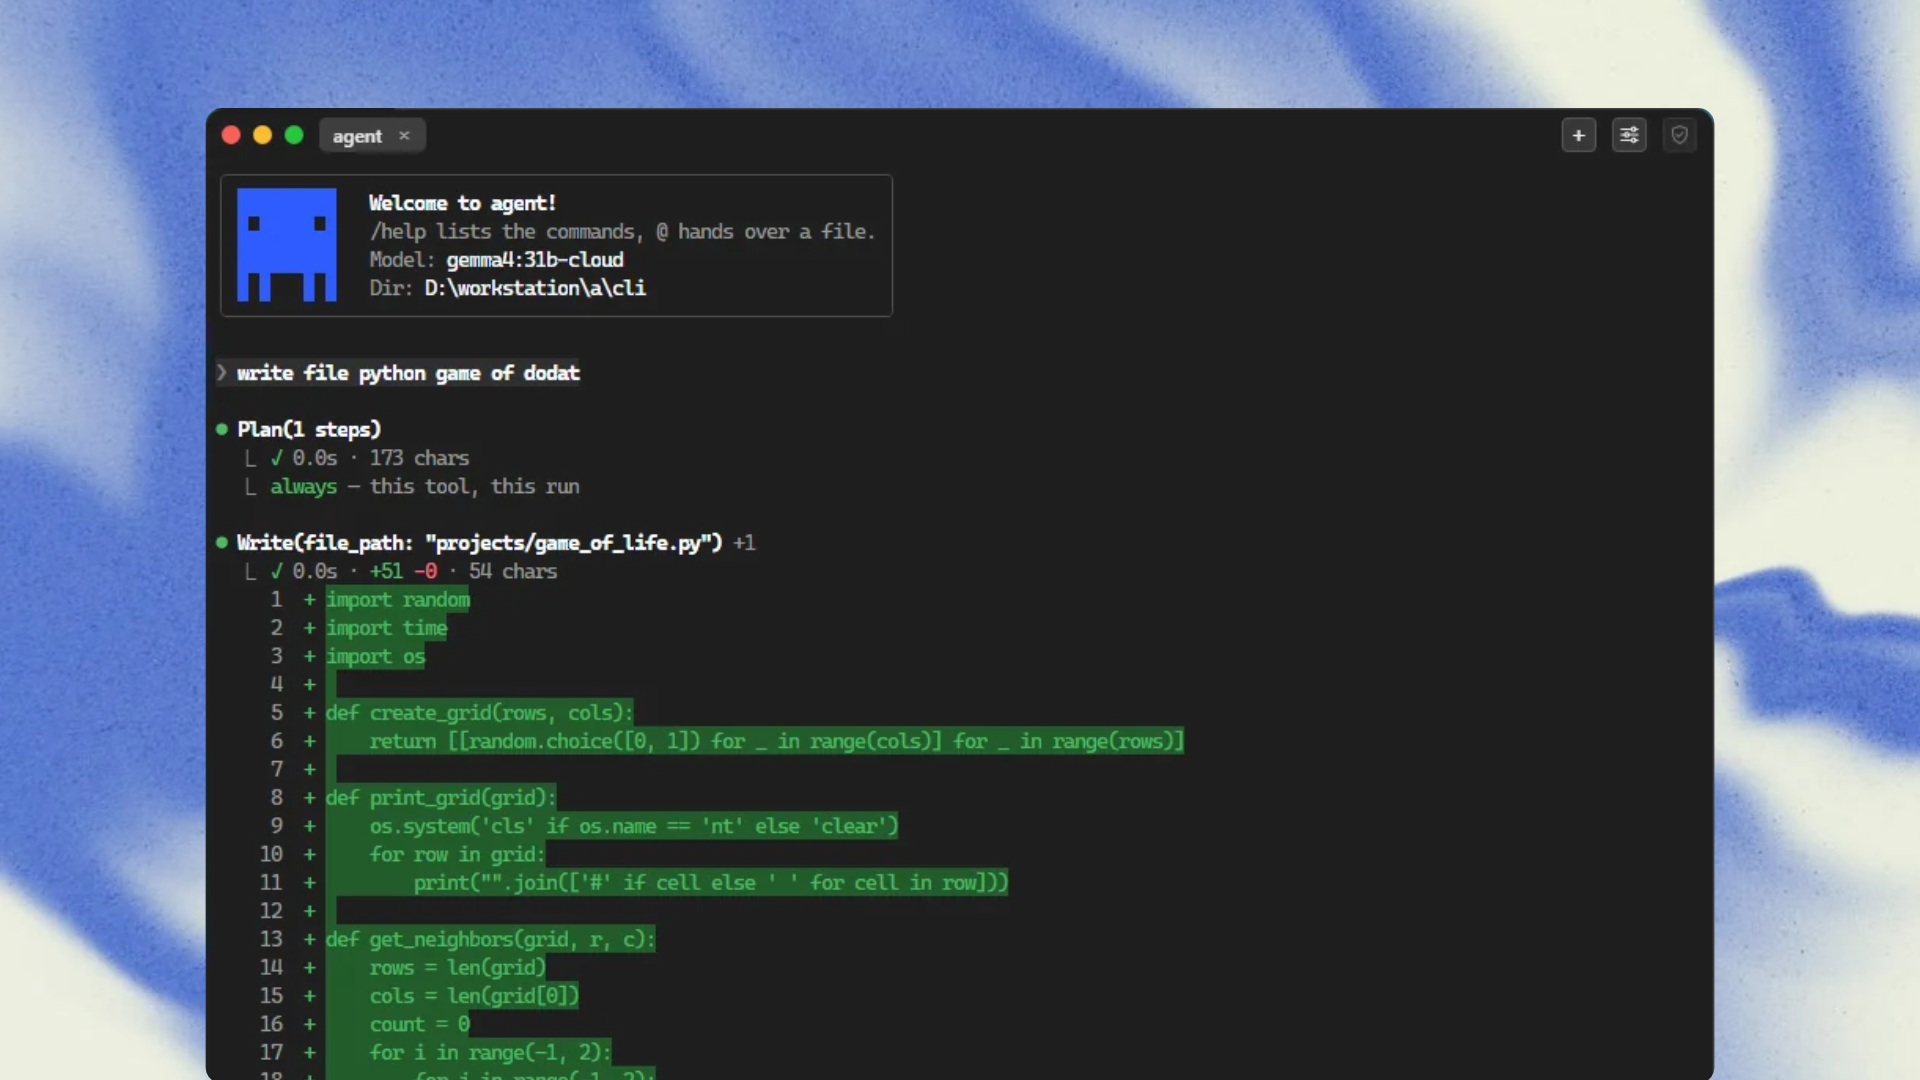 agent ×
+
Welcome to agent!
/help lists the commands, @ hands over a file.
Model: gemma4:31b-cloud
Dir: D:\workstation\a\cli
❯ write file python game of dodat
● Plan(1 steps)
⎿ ✓ 0.0s · 173 chars
⎿ always — this tool, this run
● Write(file_path: "projects/game_of_life.py") +1
⎿ ✓ 0.0s · +51 -0 · 54 chars
1 + import random
2 + import time
3 + import os
4 +
5 + def create_grid(rows, cols):
6 +     return [[random.choice([0, 1]) for _ in range(cols)] for _ in range(rows)]
7 +
8 + def print_grid(grid):
9 +     os.system('cls' if os.name == 'nt' else 'clear')
10 +     for row in grid:
11 +         print("".join(['#' if cell else ' ' for cell in row]))
12 +
13 + def get_neighbors(grid, r, c):
14 +     rows = len(grid)
15 +     cols = len(grid[0])
16 +     count = 0
17 +     for i in range(-1, 2):
18 +         for j in range(-1, 2):